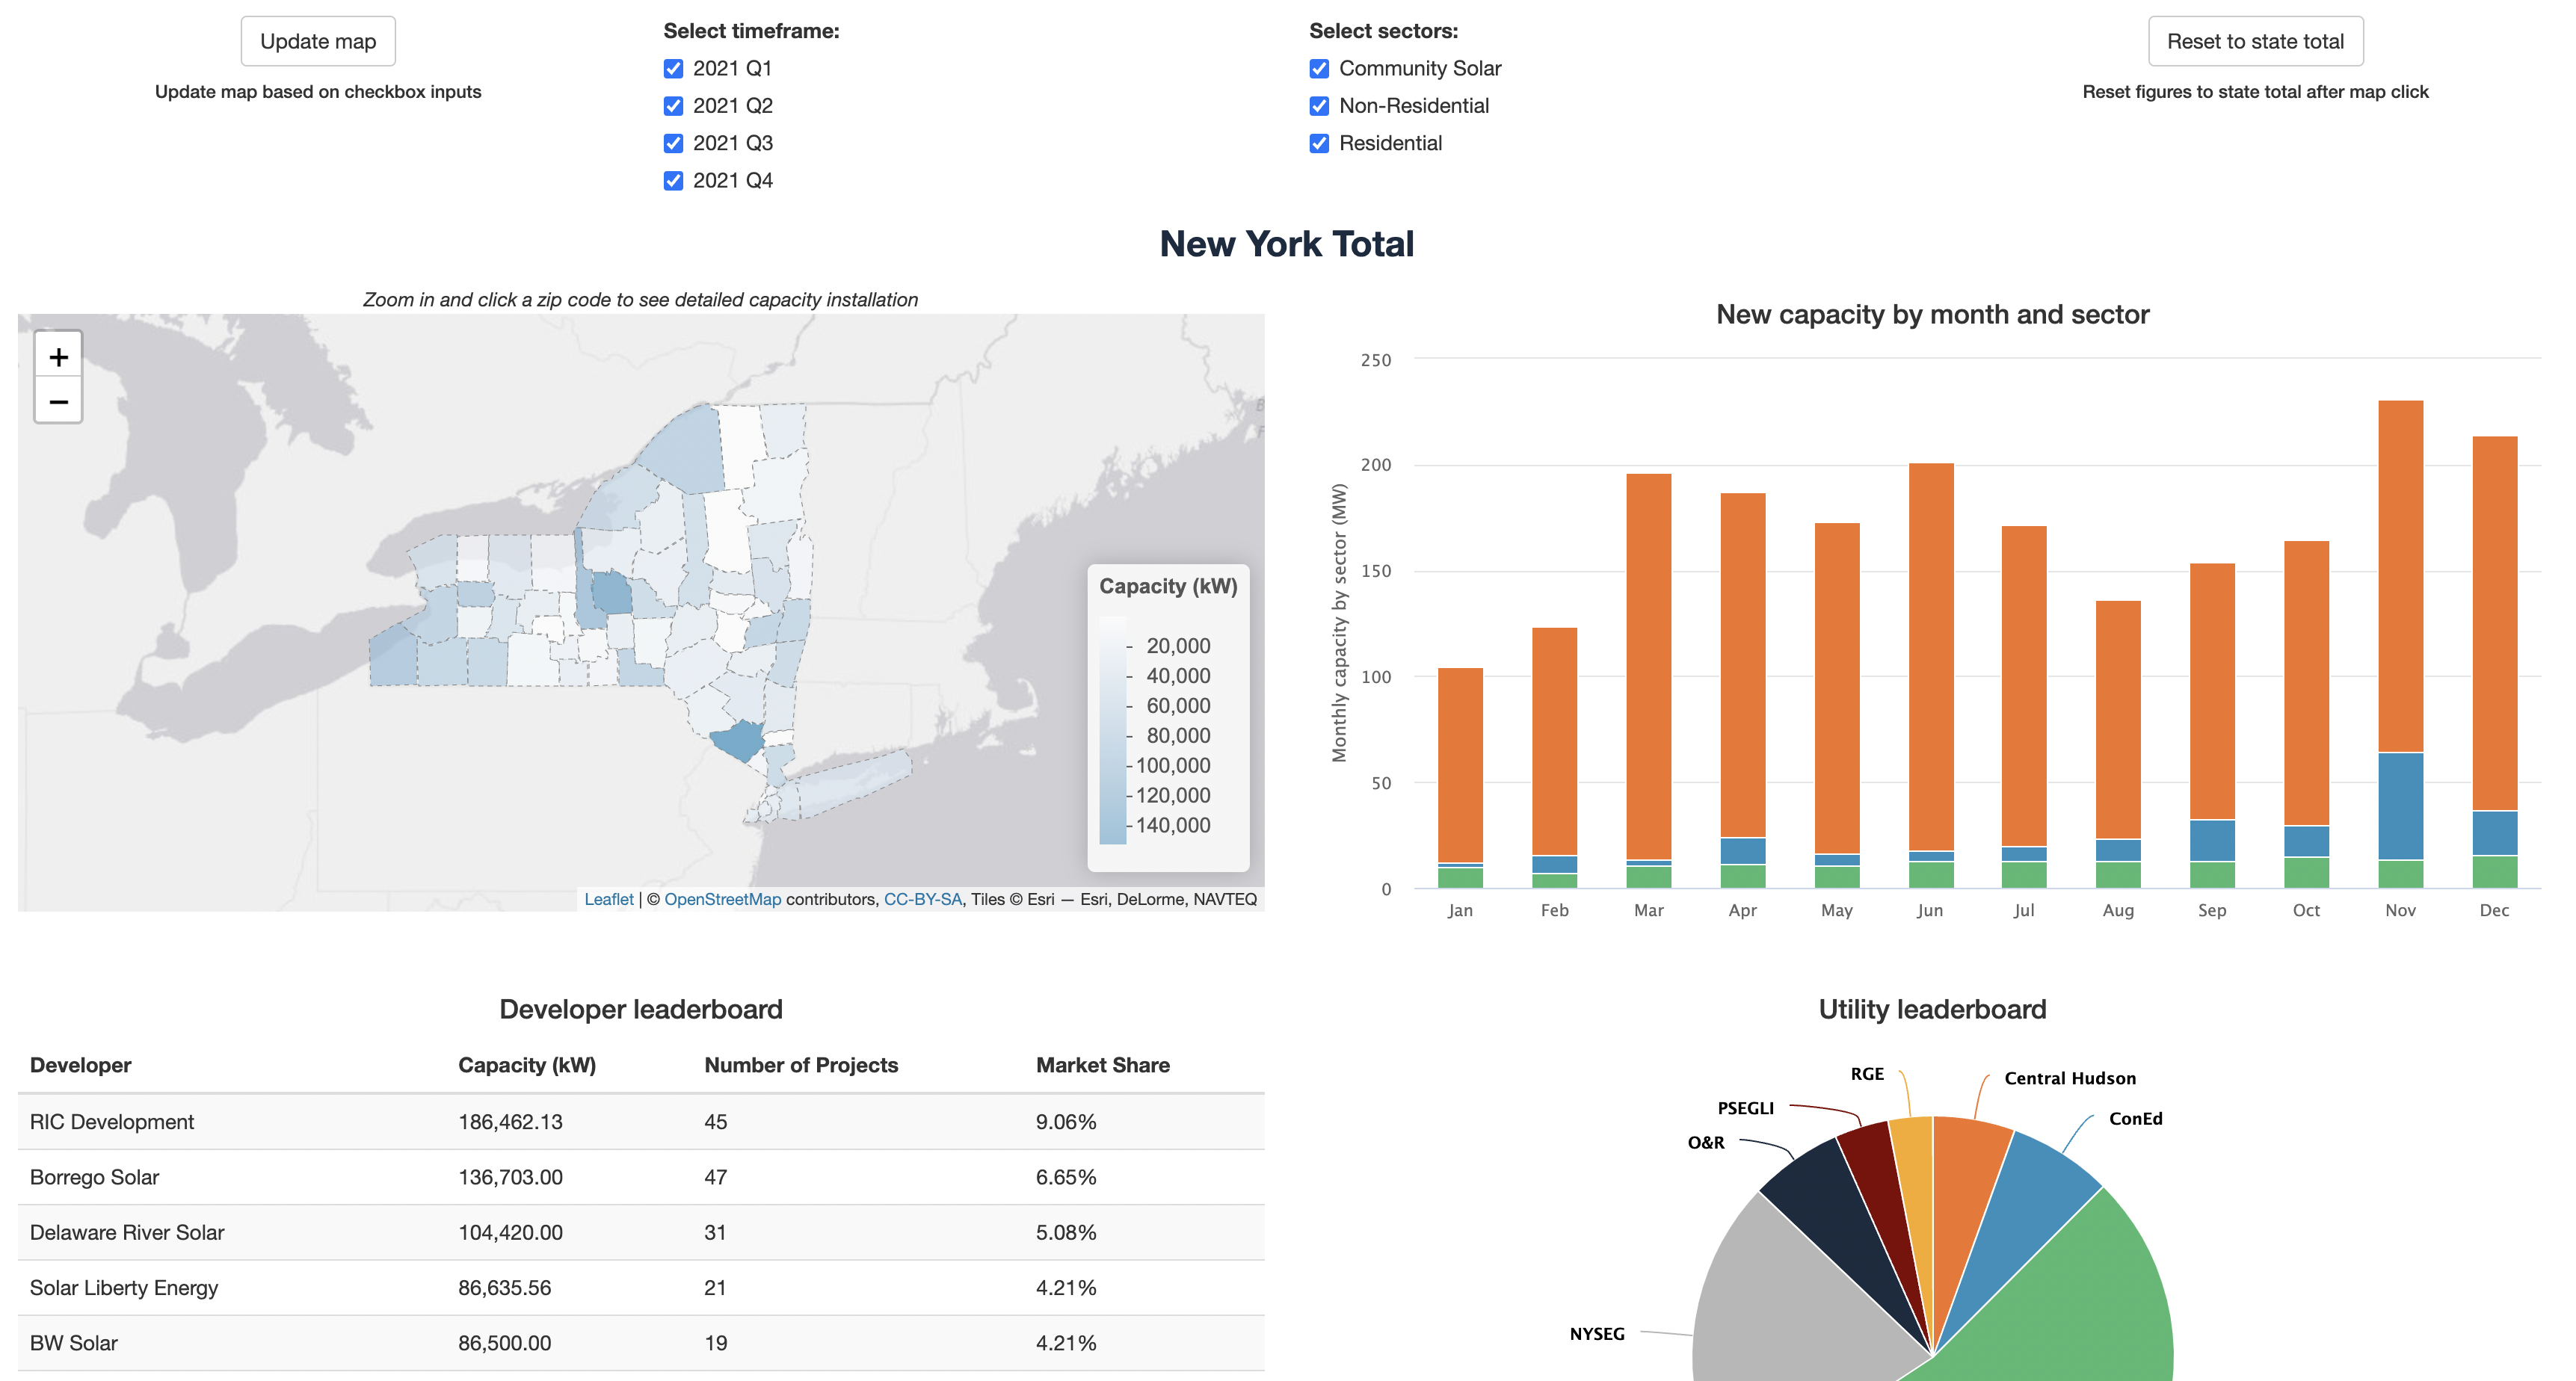 Update map
Update map based on checkbox inputs
Select timeframe:
2021 Q1
2021 Q2
2021 Q3
2021 Q4
Select sectors:
Community Solar
Non-Residential
Residential
Reset to state total
Reset figures to state total after map click
New York Total
Zoom in and click a zip code to see detailed capacity installation
+
−
Capacity (kW)
20,000
40,000
60,000
80,000
100,000
120,000
140,000
Leaflet | © OpenStreetMap contributors, CC-BY-SA, Tiles © Esri — Esri, DeLorme, NAVTEQ
New capacity by month and sector
Monthly capacity by sector (MW)
250
200
150
100
50
0
Jan Feb Mar Apr May Jun Jul Aug Sep Oct Nov Dec
Developer leaderboard
Developer Capacity (kW) Number of Projects Market Share
RIC Development 186,462.13 45 9.06%
Borrego Solar 136,703.00 47 6.65%
Delaware River Solar 104,420.00 31 5.08%
Solar Liberty Energy 86,635.56 21 4.21%
BW Solar 86,500.00 19 4.21%
Utility leaderboard
RGE
Central Hudson
PSEGLI
ConEd
O&R
NYSEG